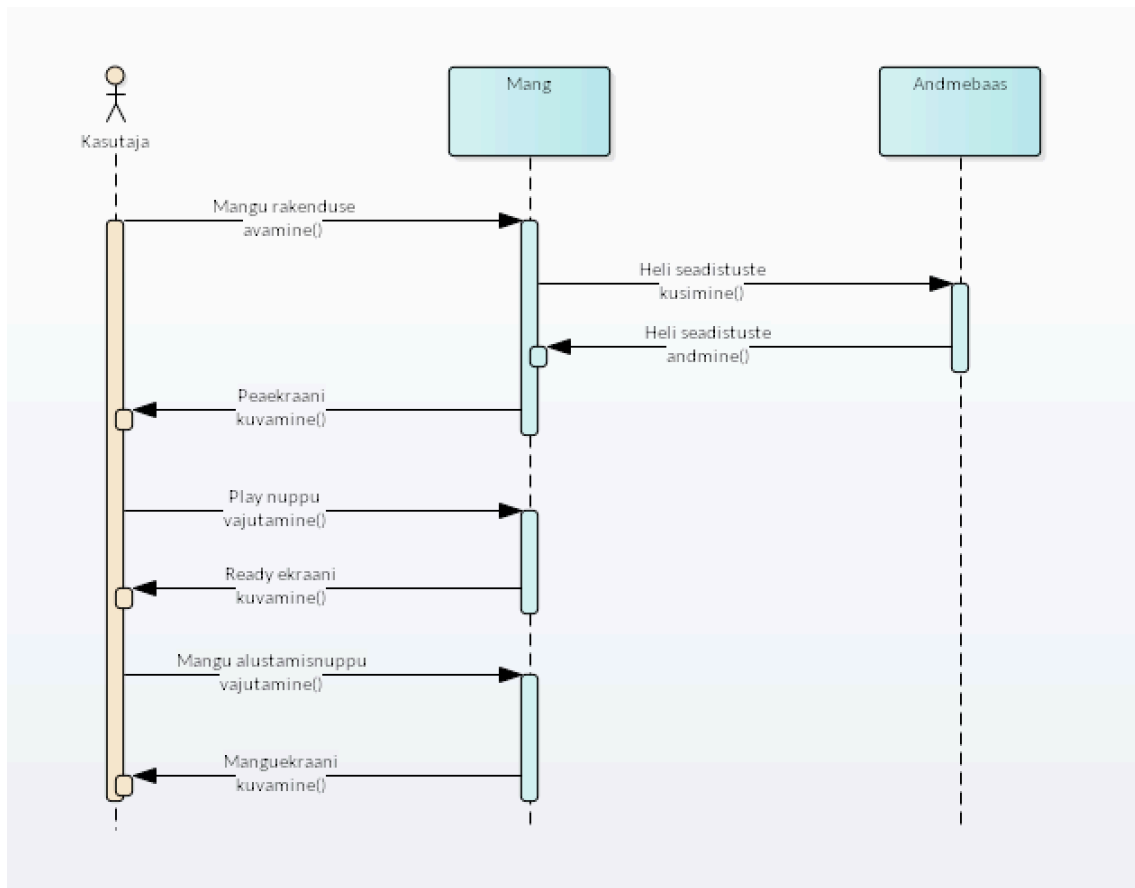 Kasutaja
Mang
Andmebaas
Mangu rakenduse
avamine()
Heli seadistuste
kusimine()
Heli seadistuste
andmine()
Peaekraani
kuvamine()
Play nuppu
vajutamine()
Ready ekraani
kuvamine()
Mangu alustamisnuppu
vajutamine()
Manguekraani
kuvamine()